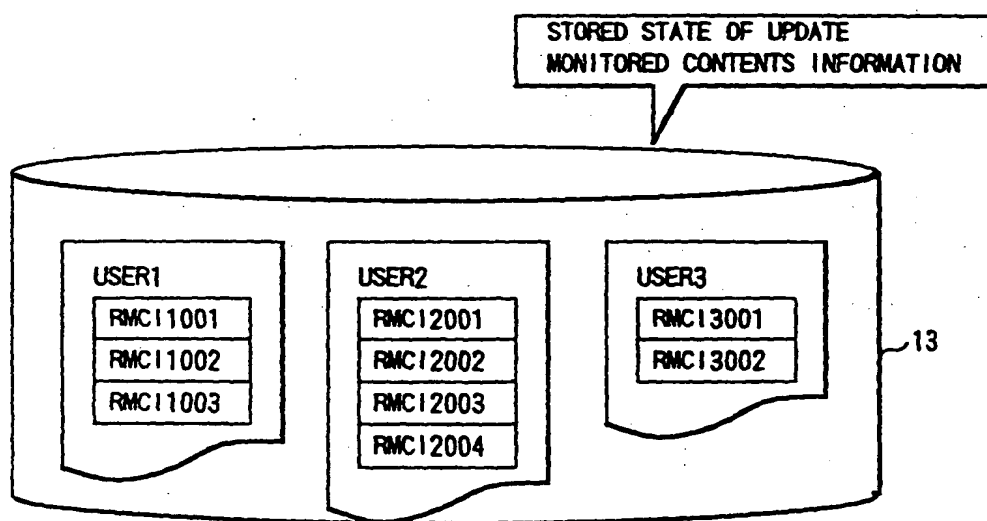 STORED STATE OF UPDATE
MONITORED CONTENTS INFORMATION
USER1
RMCI1001
RMCI1002
RMCI1003
USER2
RMCI2001
RMCI2002
RMCI2003
RMCI2004
USER3
RMCI3001
RMCI3002
13